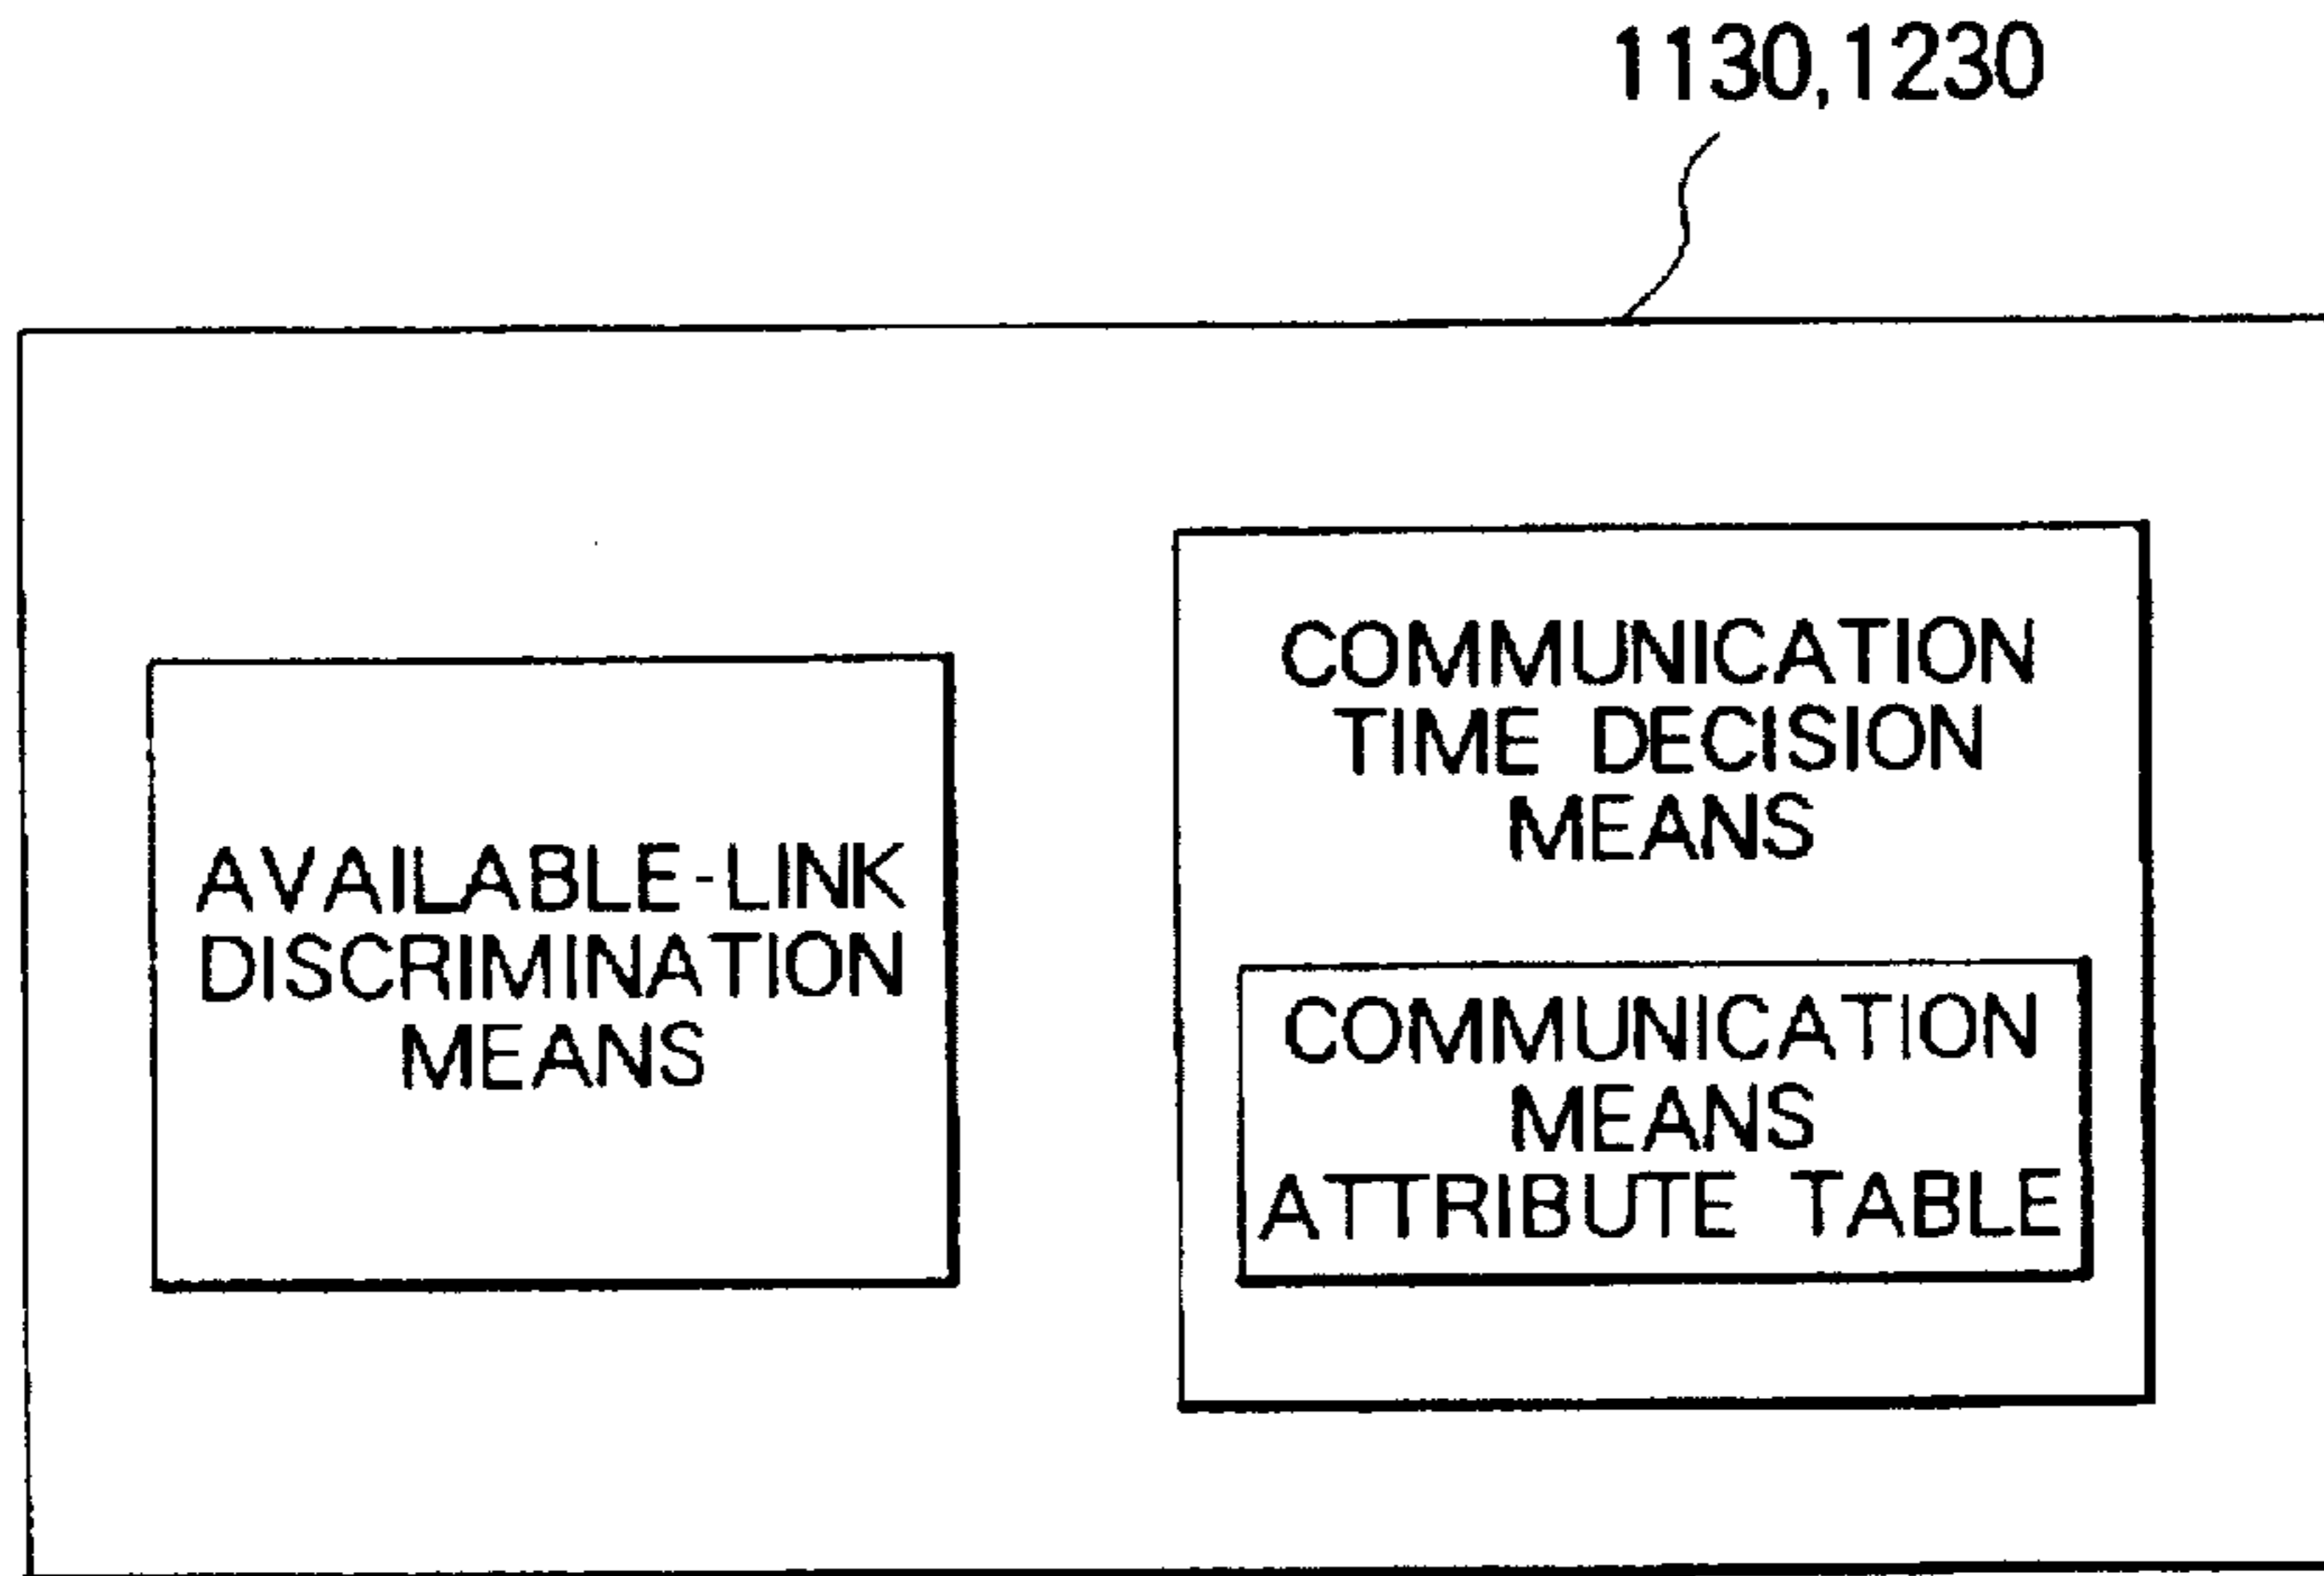 1130,1230
AVAILABLE-LINK
DISCRIMINATION
MEANS
COMMUNICATION
TIME DECISION
MEANS
COMMUNICATION
MEANS
ATTRIBUTE TABLE